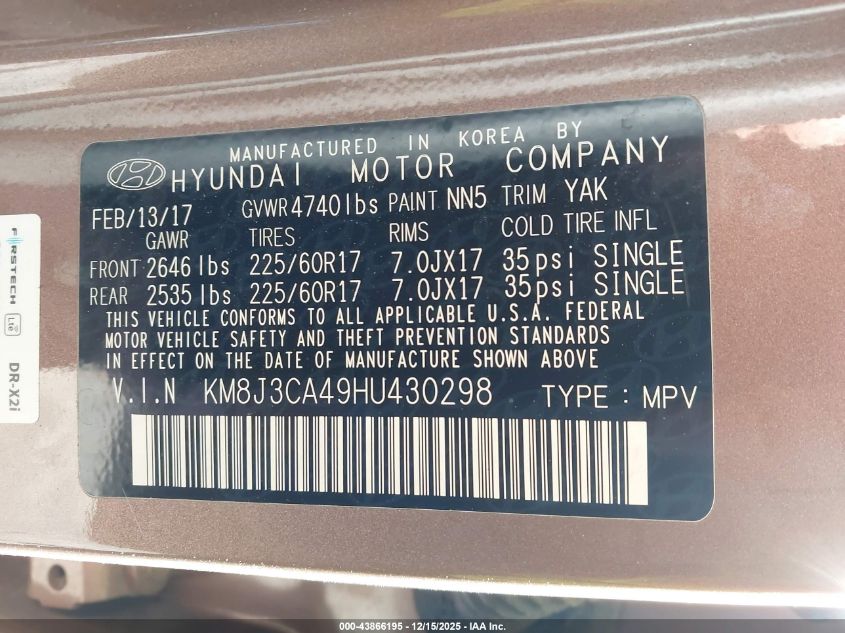 MANUFACTURED IN KOREA BY
HYUNDAI MOTOR COMPANY
FEB/13/17 GVWR 4740lbs PAINT NN5 TRIM YAK
GAWR TIRES RIMS COLD TIRE INFL
FRONT 2646 lbs 225/60R17 7.0JX17 35psi SINGLE
REAR 2535 lbs 225/60R17 7.0JX17 35psi SINGLE
THIS VEHICLE CONFORMS TO ALL APPLICABLE U.S.A. FEDERAL
MOTOR VEHICLE SAFETY AND THEFT PREVENTION STANDARDS
IN EFFECT ON THE DATE OF MANUFACTURE SHOWN ABOVE
V.I.N KM8J3CA49HU430298 TYPE : MPV
FIRSTECH
Lte
DR-X2i
000-43866195 - 12/15/2025 - IAA Inc.